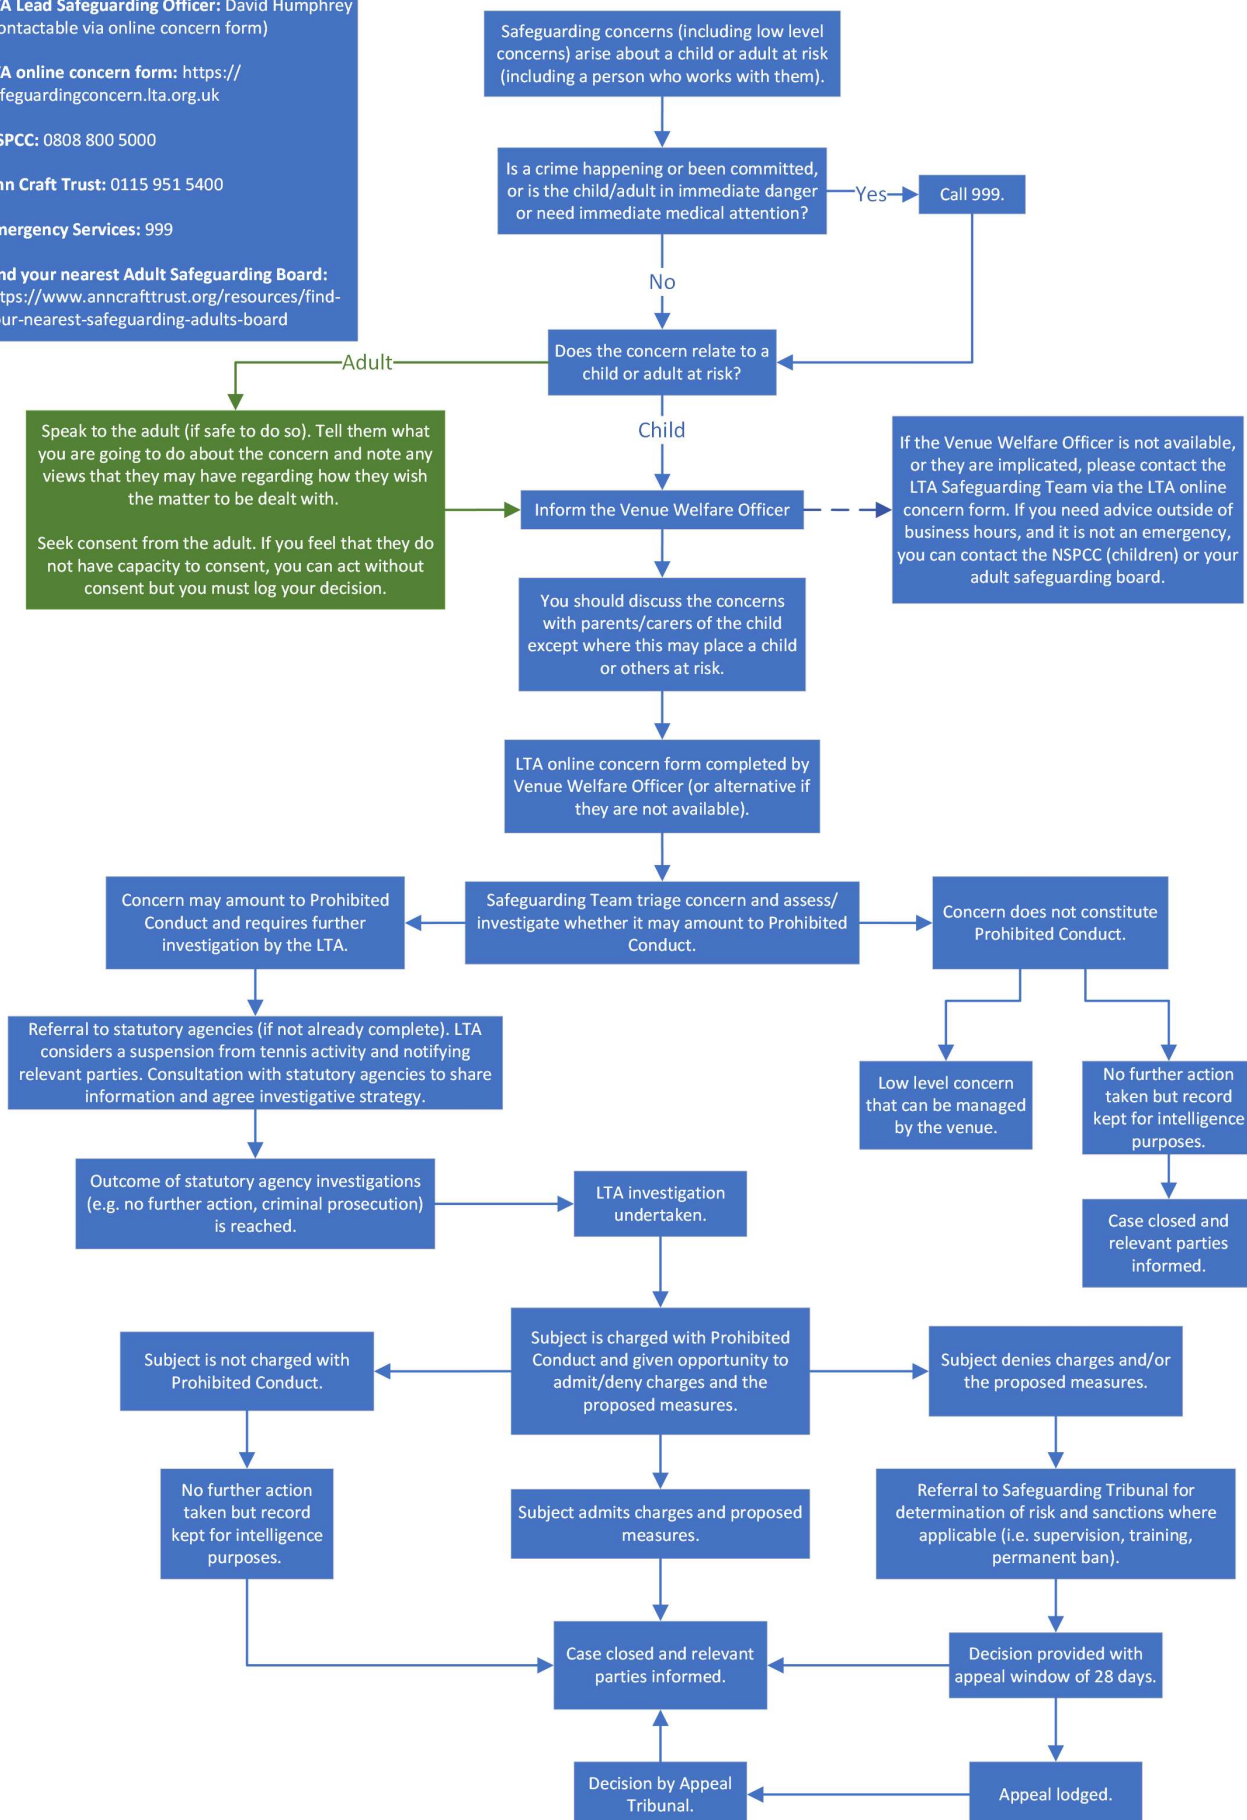 Lead Safeguarding Officer: David Humphrey
contactable via online concern form)
online concern form: https://
safeguardingconcern.lta.org.uk
0808 800 5000
Craft Trust: 0115 951 5400
Emergency Services: 999
your nearest Adult Safeguarding Board:
https://www.anncrafttrust.org/resources/find-
your-nearest-safeguarding-adults-board
Safeguarding concerns (including low level
concerns) arise about a child or adult at risk
(including a person who works with them).
Is a crime happening or been committed,
or is the child/adult in immediate danger
or need immediate medical attention?
Yes
Call 999.
No
Does the concern relate to a
child or adult at risk?
Adult
Speak to the adult (if safe to do so). Tell them what
you are going to do about the concern and note any
views that they may have regarding how they wish
the matter to be dealt with.
Seek consent from the adult. If you feel that they do
not have capacity to consent, you can act without
consent but you must log your decision.
Child
Inform the Venue Welfare Officer
If the Venue Welfare Officer is not available,
or they are implicated, please contact the
LTA Safeguarding Team via the LTA online
concern form. If you need advice outside of
business hours, and it is not an emergency,
you can contact the NSPCC (children) or your
adult safeguarding board.
You should discuss the concerns
with parents/carers of the child
except where this may place a child
or others at risk.
LTA online concern form completed by
Venue Welfare Officer (or alternative if
they are not available).
Concern may amount to Prohibited
Conduct and requires further
investigation by the LTA.
Safeguarding Team triage concern and assess/
investigate whether it may amount to Prohibited
Conduct.
Concern does not constitute
Prohibited Conduct.
Referral to statutory agencies (if not already complete). LTA
considers a suspension from tennis activity and notifying
relevant parties. Consultation with statutory agencies to share
information and agree investigative strategy.
Low level concern
that can be managed
by the venue.
No further action
taken but record
kept for intelligence
purposes.
Outcome of statutory agency investigations
(e.g. no further action, criminal prosecution)
is reached.
LTA investigation
undertaken.
Case closed and
relevant parties
informed.
Subject is not charged with
Prohibited Conduct.
Subject is charged with Prohibited
Conduct and given opportunity to
admit/deny charges and the
proposed measures.
Subject denies charges and/or
the proposed measures.
No further action
taken but record
kept for intelligence
purposes.
Subject admits charges and proposed
measures.
Referral to Safeguarding Tribunal for
determination of risk and sanctions where
applicable (i.e. supervision, training,
permanent ban).
Case closed and relevant
parties informed.
Decision provided with
appeal window of 28 days.
Decision by Appeal
Tribunal.
Appeal lodged.